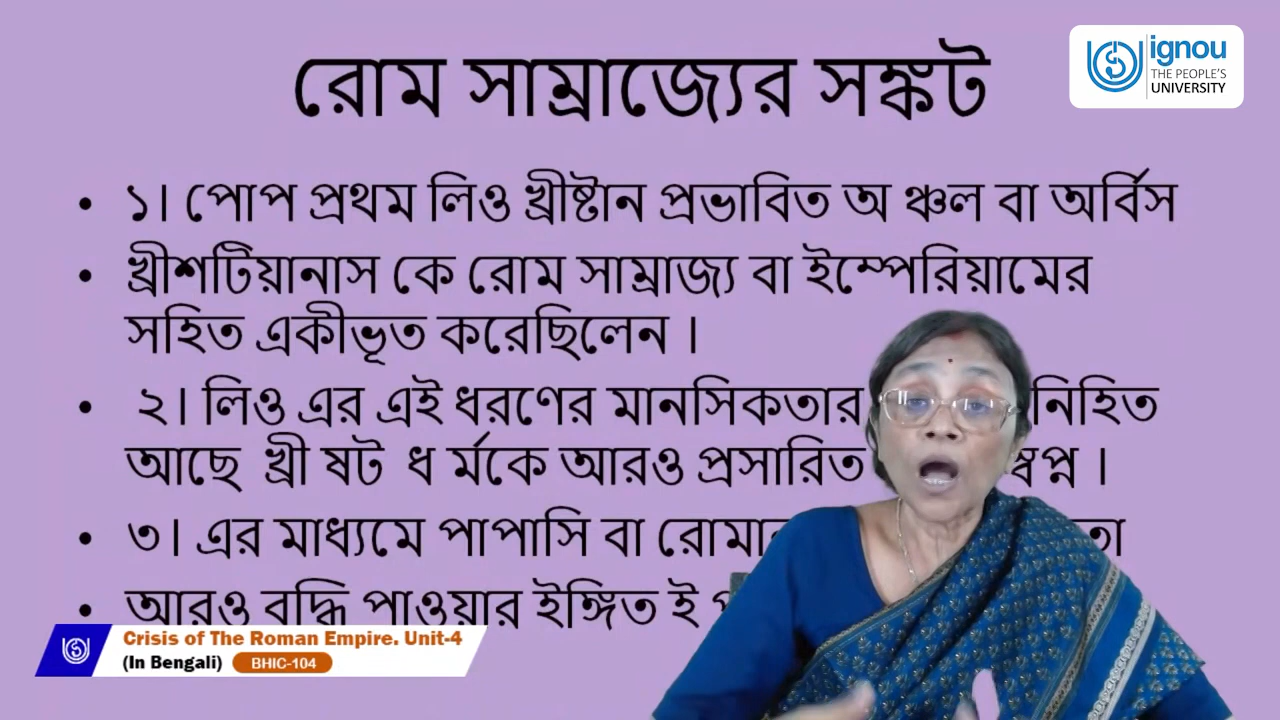 রোম সাম্রাজ্যের সঙ্কট
ignou
THE PEOPLE'S
UNIVERSITY
• ১। পোপ প্রথম লিও খ্রীষ্টান প্রভাবিত অ ঞ্চল বা অর্বিস
• খ্রীশটিয়ানাস কে রোম সাম্রাজ্য বা ইম্পেরিয়ামের
সহিত একীভূত করেছিলেন ।
• ২। লিও এর এই ধরণের মানসিকতার
আছে খ্রী ষট ধ র্মকে আরও প্রসারিত স্বপ্ন ।
• ৩। এর মাধ্যমে পাপাসি বা
• আরও বদ্ধি পাওয়ার ইঙ্গিত ই
Crisis of The Roman Empire. Unit-4
(In Bengali) BHIC-104